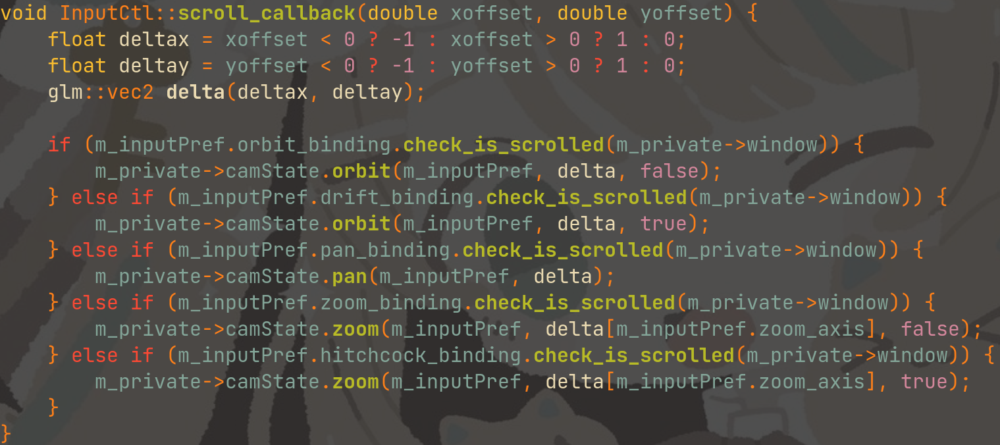 void InputCtl::scroll_callback(double xoffset, double yoffset) {
    float deltax = xoffset < 0 ? -1 : xoffset > 0 ? 1 : 0;
    float deltay = yoffset < 0 ? -1 : yoffset > 0 ? 1 : 0;
    glm::vec2 delta(deltax, deltay);

    if (m_inputPref.orbit_binding.check_is_scrolled(m_private->window)) {
        m_private->camState.orbit(m_inputPref, delta, false);
    } else if (m_inputPref.drift_binding.check_is_scrolled(m_private->window)) {
        m_private->camState.orbit(m_inputPref, delta, true);
    } else if (m_inputPref.pan_binding.check_is_scrolled(m_private->window)) {
        m_private->camState.pan(m_inputPref, delta);
    } else if (m_inputPref.zoom_binding.check_is_scrolled(m_private->window)) {
        m_private->camState.zoom(m_inputPref, delta[m_inputPref.zoom_axis], false);
    } else if (m_inputPref.hitchcock_binding.check_is_scrolled(m_private->window)) {
        m_private->camState.zoom(m_inputPref, delta[m_inputPref.zoom_axis], true);
    }
}